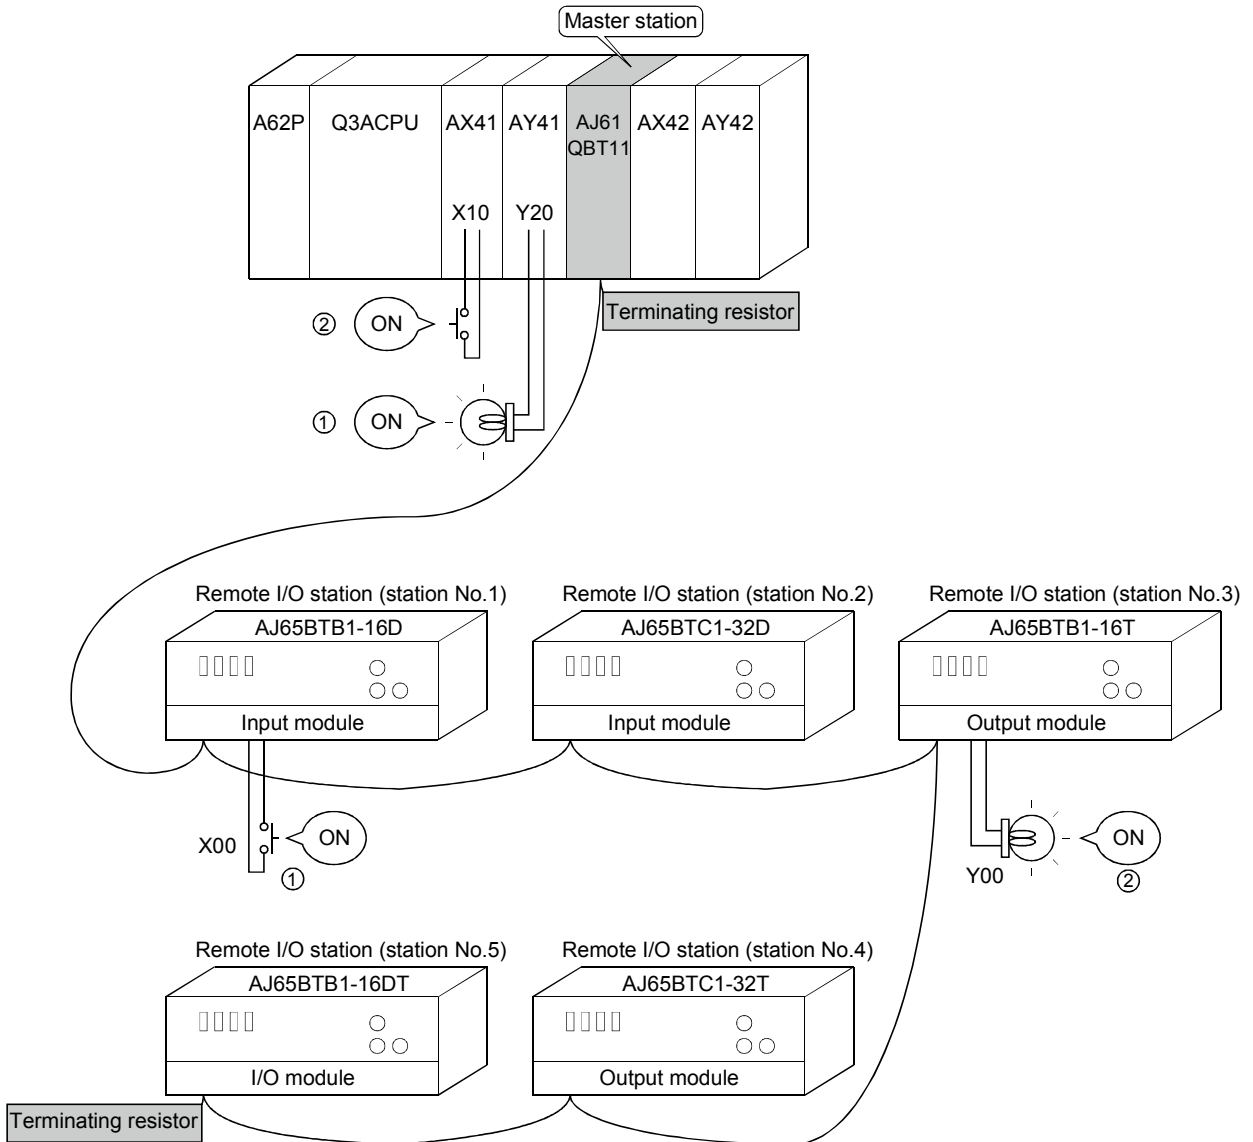 Master station
A62P
Q3ACPU
AX41
AY41
AJ61
QBT11
AX42
AY42
X10
Y20
② ON
Terminating resistor
① ON
Remote I/O station (station No.1)
AJ65BTB1-16D
Input module
Remote I/O station (station No.2)
AJ65BTC1-32D
Input module
Remote I/O station (station No.3)
AJ65BTB1-16T
Output module
X00
ON
①
Y00
ON
②
Remote I/O station (station No.5)
AJ65BTB1-16DT
I/O module
Remote I/O station (station No.4)
AJ65BTC1-32T
Output module
Terminating resistor